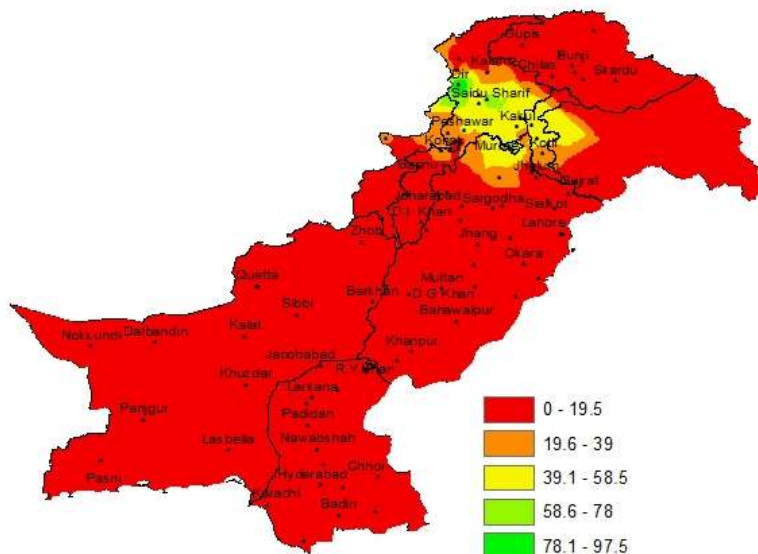 Gupis
Bunji
Chilas
Skardu
Kalam
Dir
Saidu Sharif
Kakul
Peshawar
Kohat
Kotli
Bannu
Jhelum
Gujrat
Sargodha
Sialkot
D.I. Khan
Lahore
Zhob
Jhang
Okara
Quetta
Multan
Barkhan
D G Khan
Sibbi
Bahawalpur
Nokkundi
Dalbandin
Kalat
Khanpur
Jacobabad
R.Y.Khan
Khuzdar
Larkana
Panjgur
Padidan
Lasbella
Nawabshah
Pasni
Hyderabad
Chhor
Karachi
Badin
0 - 19.5
19.6 - 39
39.1 - 58.5
58.6 - 78
78.1 - 97.5